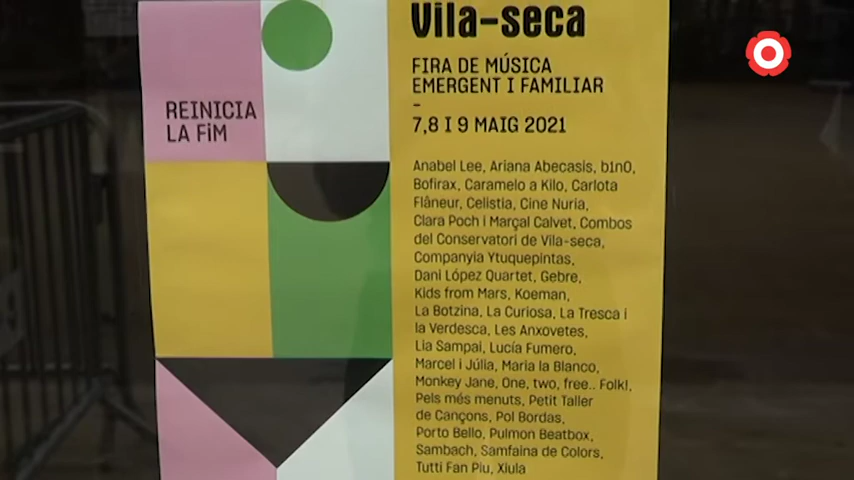 REINICIA
LA FiM
Vila-seca
FIRA DE MÚSICA
EMERGENT I FAMILIAR
-
7,8 I 9 MAIG 2021
Anabel Lee, Ariana Abecasis, b1n0,
Bofirax, Caramelo a Kilo, Carlota
Flâneur, Celistia, Cine Nuria,
Clara Poch i Marçal Calvet, Combos
del Conservatori de Vila-seca,
Companyia Ytuquepintas,
Dani López Quartet, Gebre,
Kids from Mars, Koeman,
La Botzina, La Curiosa, La Tresca i
la Verdesca, Les Anxovetes,
Lia Sampai, Lucía Fumero,
Marcel i Júlia, Maria la Blanco,
Monkey Jane, One, two, free.. Folk!,
Pels més menuts, Petit Taller
de Cançons, Pol Bordas,
Porto Bello, Pulmon Beatbox,
Sambach, Samfaina de Colors,
Tutti Fan Piu, Xiula